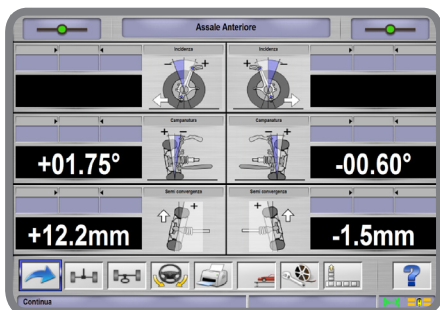 Assale Anteriore
Incidenza
Incidenza
Campanatura
Campanatura
+01.75°
-00.60°
Semi convergenza
Semi convergenza
+12.2mm
-1.5mm
Continua